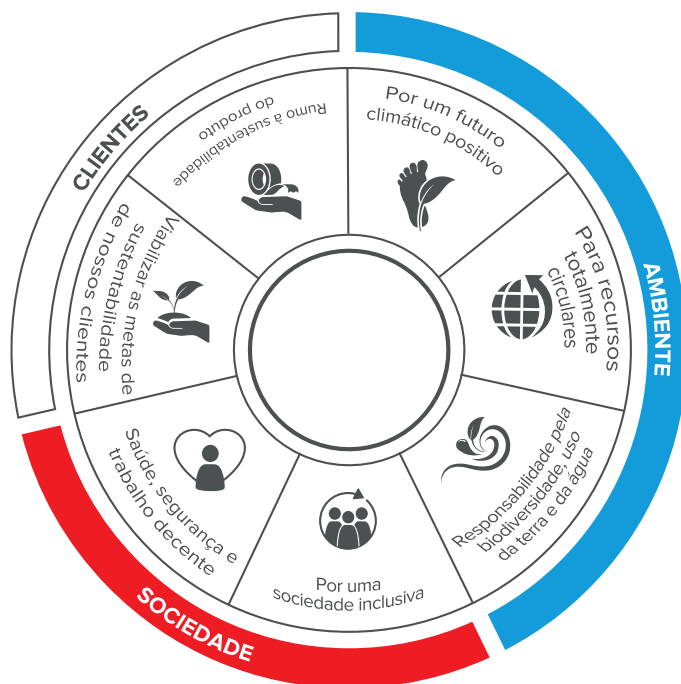 CLIENTES
AMBIENTE
SOCIEDADE
Por um futuro
climático positivo
Para recursos
totalmente
circulares
Responsabilidade pela
biodiversidade, uso
da terra e da água
Por uma
sociedade inclusiva
Saúde, segurança e
trabalho decente
Viabilizar as metas de
sustentabilidade
de nossos clientes
Rumo à sustentabilidade
do produto